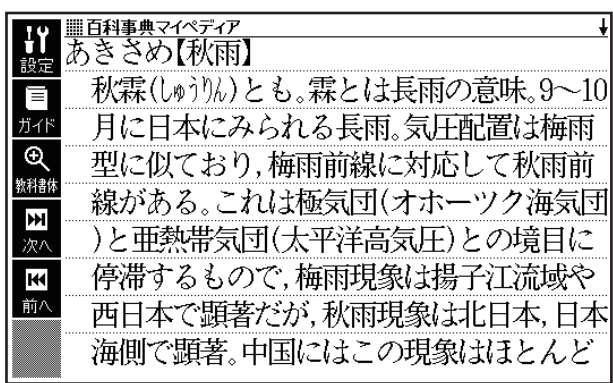 百科事典マイペディア
設定
ガイド
教科書体
次へ
前へ
あきさめ【秋雨】
秋霖(しゅうりん)とも。霖とは長雨の意味。9〜10
月に日本にみられる長雨。気圧配置は梅雨
型に似ており,梅雨前線に対応して秋雨前
線がある。これは極気団(オホーツク海気団
)と亜熱帯気団(太平洋高気圧)との境目に
停滞するもので,梅雨現象は揚子江流域や
西日本で顕著だが,秋雨現象は北日本,日本
海側で顕著。中国にはこの現象はほとんど